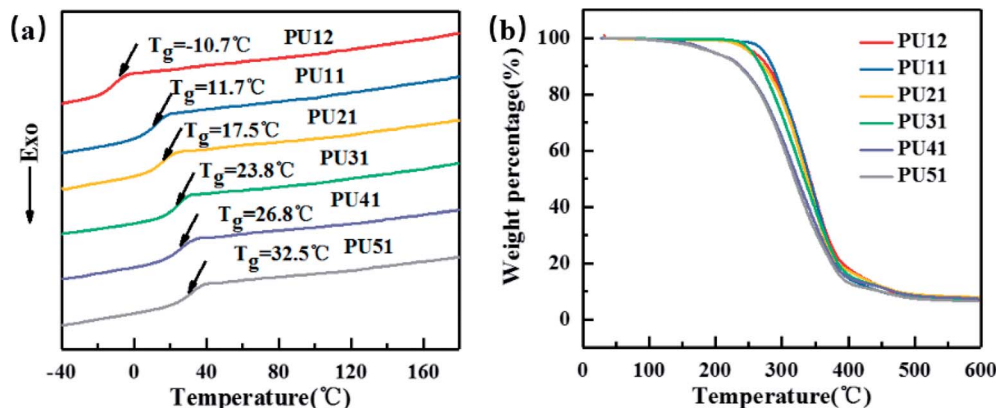 (a)
Tg=-10.7℃
PU12
Tg=11.7℃
PU11
Tg=17.5℃
PU21
Tg=23.8℃
PU31
Tg=26.8℃
PU41
Tg=32.5℃
PU51
Exo
-40 0 40 80 120 160
Temperature(℃)
(b)
Weight percentage(%)
100
80
60
40
20
0
PU12
PU11
PU21
PU31
PU41
PU51
0 100 200 300 400 500 600
Temperature(℃)